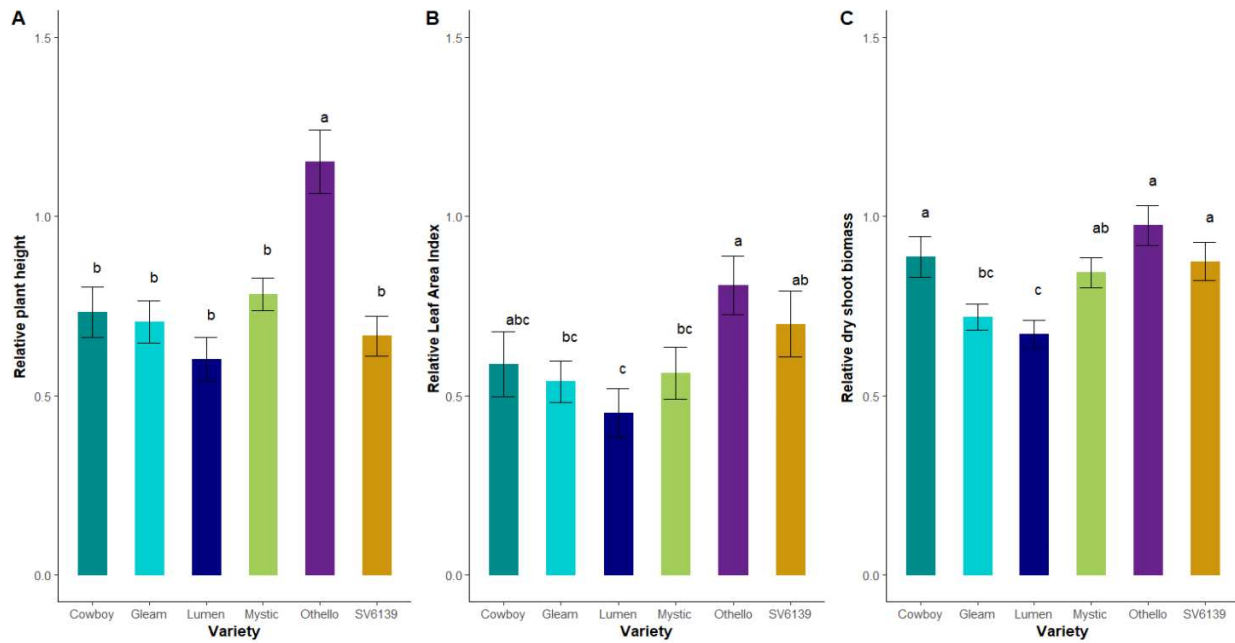 A
Relative plant height
1.5
1.0
0.5
0.0
b
b
b
b
a
b
Cowboy Gleam Lumen Mystic Othello SV6139
Variety
B
Relative Leaf Area Index
1.5
1.0
0.5
0.0
abc
bc
c
bc
a
ab
Cowboy Gleam Lumen Mystic Othello SV6139
Variety
C
Relative dry shoot biomass
1.5
1.0
0.5
0.0
a
bc
c
ab
a
a
Cowboy Gleam Lumen Mystic Othello SV6139
Variety